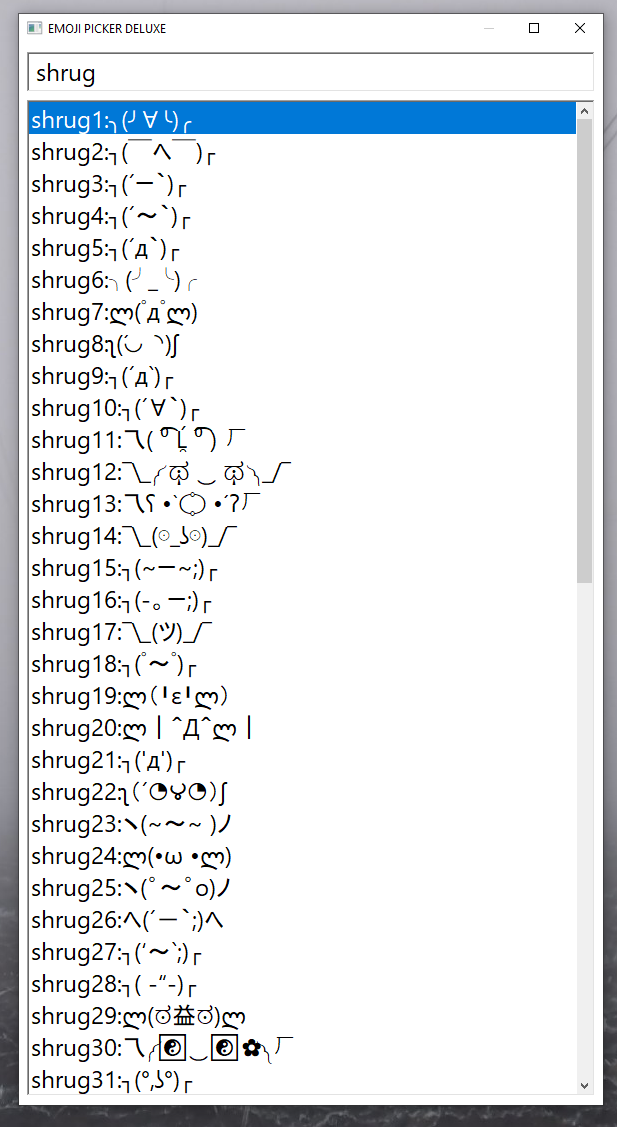 EMOJI PICKER DELUXE
shrug
shrug1:╮(╯∀╰)╭
shrug2:┐(￣ヘ￣)┌
shrug3:┐(´ー`)┌
shrug4:┐(´～`)┌
shrug5:┐(´д`)┌
shrug6:╮(╯_╰)╭
shrug7:ლ(ﾟдﾟლ)
shrug8:ʅ(́◡◝)ʃ
shrug9:┐(´д`)┌
shrug10:┐(´∀`)┌
shrug11:乁( ͡° ͜ʖ ͡°) ㄏ
shrug12:¯\_╭ ಥ ‿ ಥ ╮_/¯
shrug13:乁ʕ •̀ ۝ •́ ʔㄏ
shrug14:¯\_(⊙_ʖ⊙)_/¯
shrug15:┐(~ー~;)┌
shrug16:┐(-。ー;)┌
shrug17:¯\_(ツ)_/¯
shrug18:┐(ﾟ～ﾟ)┌
shrug19:ლ（╹ε╹ლ）
shrug20:ლ｜＾Д＾ლ｜
shrug21:┐('д')┌
shrug22:ʅ（´◔౪◔）ʃ
shrug23:ヽ(~～~ )ノ
shrug24:ლ(•ω •ლ)
shrug25:ヽ(ﾟ～ﾟo)ノ
shrug26:ヘ(´ー`;)ヘ
shrug27:┐(‘～`;)┌
shrug28:┐( -“-)┌
shrug29:ლ(ಠ益ಠ)ლ
shrug30:乁╭☯‿☯✿╮ㄏ
shrug31:┐(°,ʖ°)┌